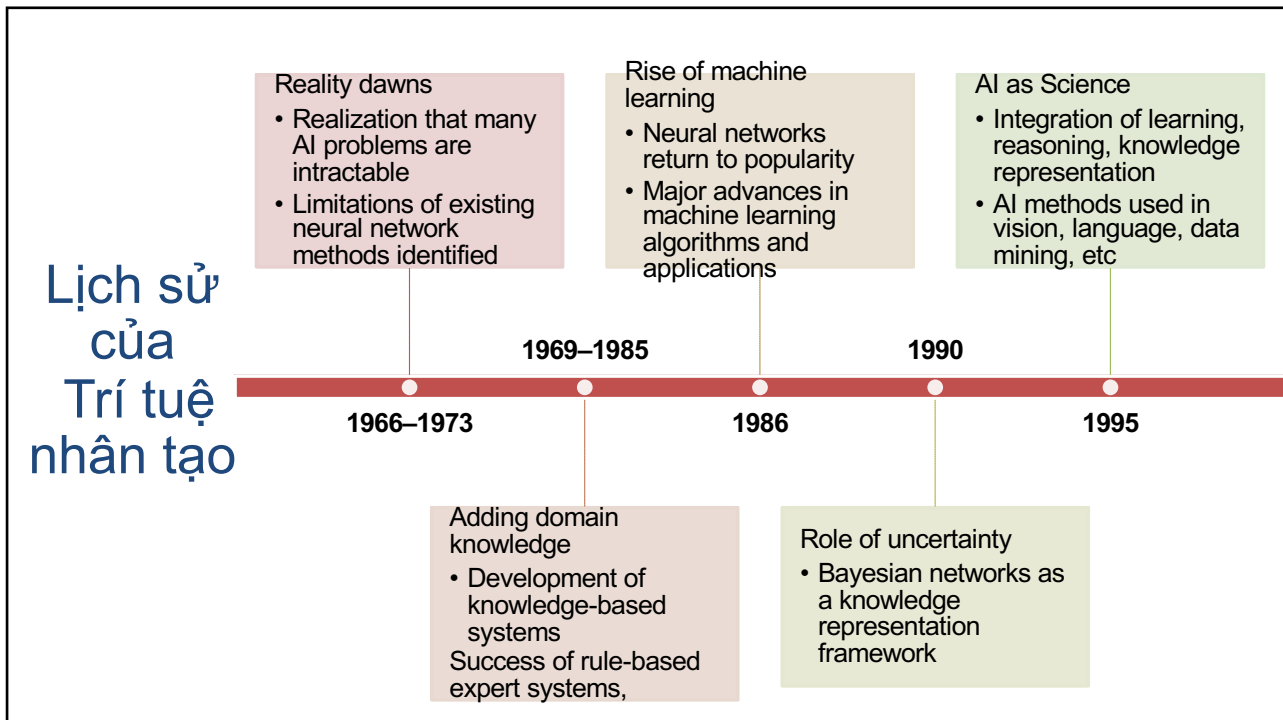 Lịch sử
của
Trí tuệ
nhân tạo
Reality dawns
• Realization that many
AI problems are
intractable
• Limitations of existing
neural network
methods identified
Rise of machine
learning
• Neural networks
return to popularity
• Major advances in
machine learning
algorithms and
applications
AI as Science
• Integration of learning,
reasoning, knowledge
representation
• AI methods used in
vision, language, data
mining, etc
1969–1985
1990
1966–1973
1986
1995
Adding domain
knowledge
• Development of
knowledge-based
systems
Success of rule-based
expert systems,
Role of uncertainty
• Bayesian networks as
a knowledge
representation
framework